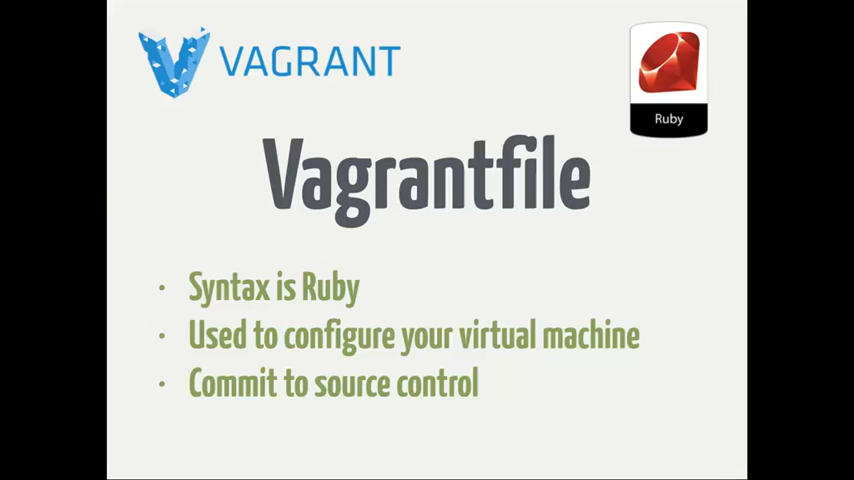 VAGRANT
Ruby
Vagrantfile
· Syntax is Ruby
· Used to configure your virtual machine
· Commit to source control